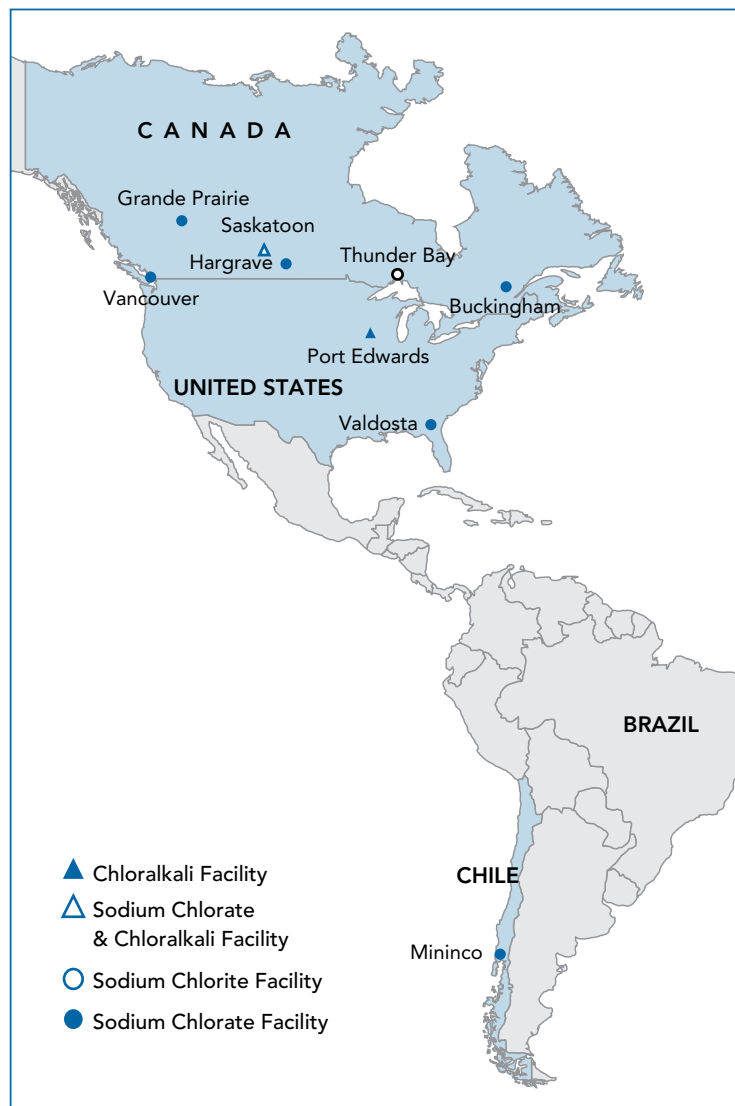 C A N A D A
Grande Prairie
Saskatoon
Hargrave
Thunder Bay
Vancouver
Buckingham
Port Edwards
UNITED STATES
Valdosta
BRAZIL
CHILE
Mininco
Chloralkali Facility
Sodium Chlorate
& Chloralkali Facility
Sodium Chlorite Facility
Sodium Chlorate Facility